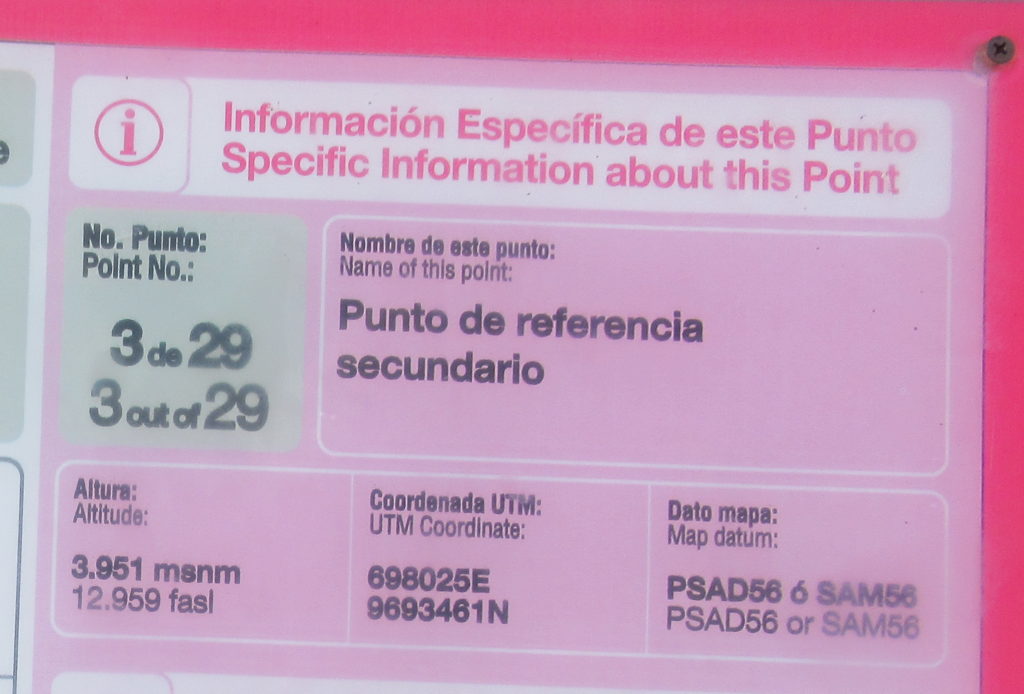 Información Específica de este Punto
Specific Information about this Point
No. Punto:
Point No.:
3 de 29
3 out of 29
Nombre de este punto:
Name of this point:
Punto de referencia
secundario
Altura:
Altitude:
3.951 msnm
12.959 fasl
Coordenada UTM:
UTM Coordinate:
698025E
9693461N
Dato mapa:
Map datum:
PSAD56 ó SAM56
PSAD56 or SAM56